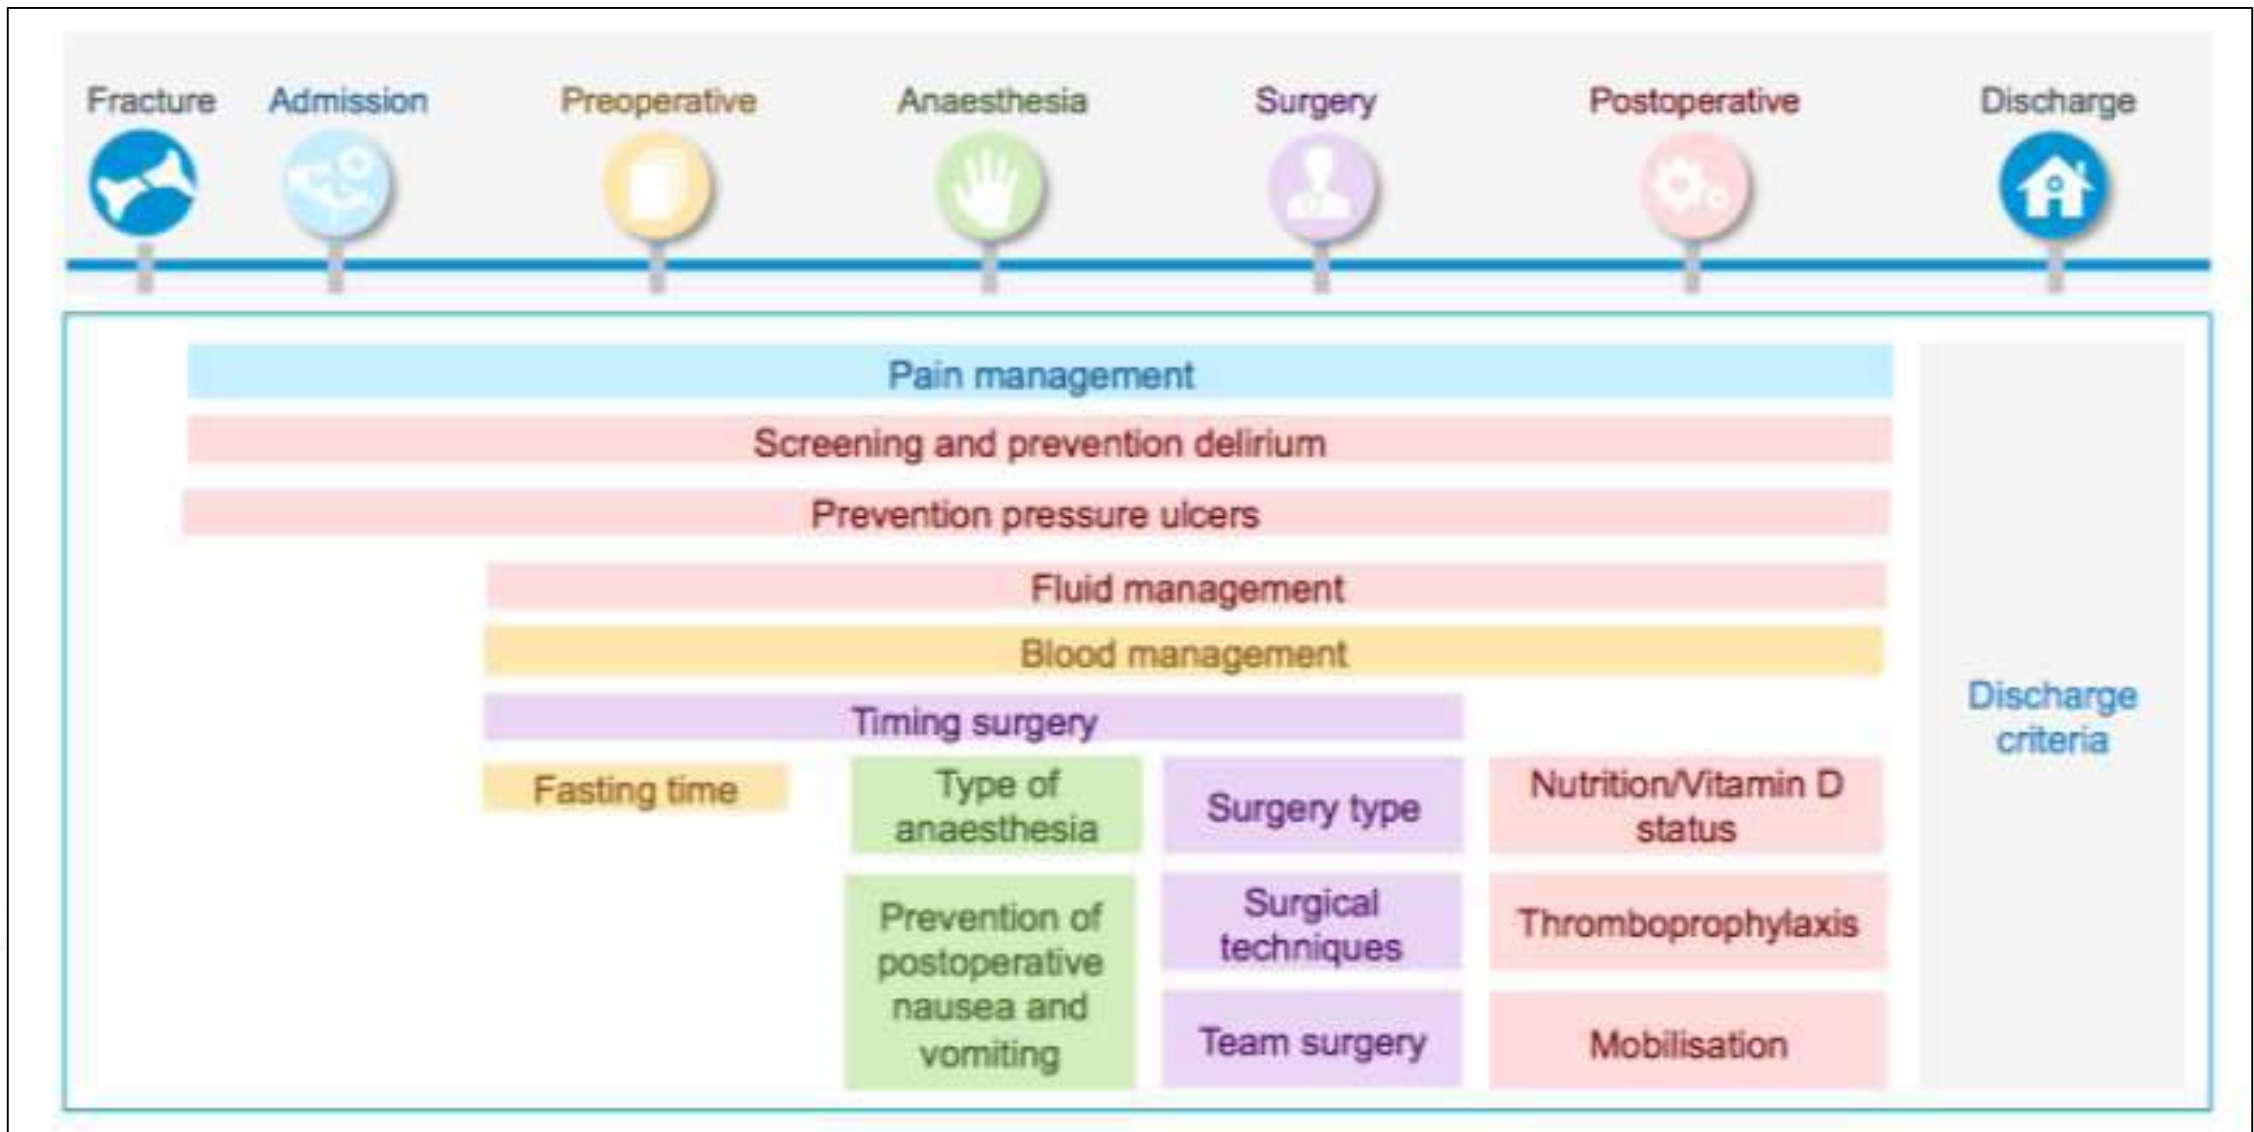 Fracture
Admission
Preoperative
Anaesthesia
Surgery
Postoperative
Discharge
Pain management
Screening and prevention delirium
Prevention pressure ulcers
Fluid management
Blood management
Timing surgery
Fasting time
Type of
anaesthesia
Surgery type
Nutrition/Vitamin D
status
Prevention of
postoperative
nausea and
vomiting
Surgical
techniques
Thromboprophylaxis
Team surgery
Mobilisation
Discharge
criteria